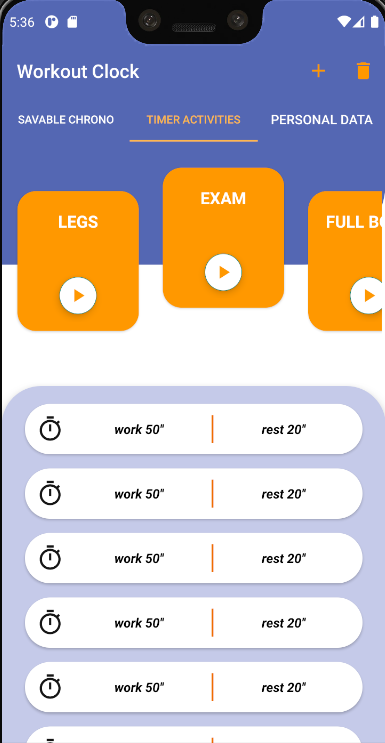 5:36
Workout Clock
SAVABLE CHRONO
TIMER ACTIVITIES
PERSONAL DATA
LEGS
EXAM
FULL BO
work 50"
rest 20"
work 50"
rest 20"
work 50"
rest 20"
work 50"
rest 20"
work 50"
rest 20"